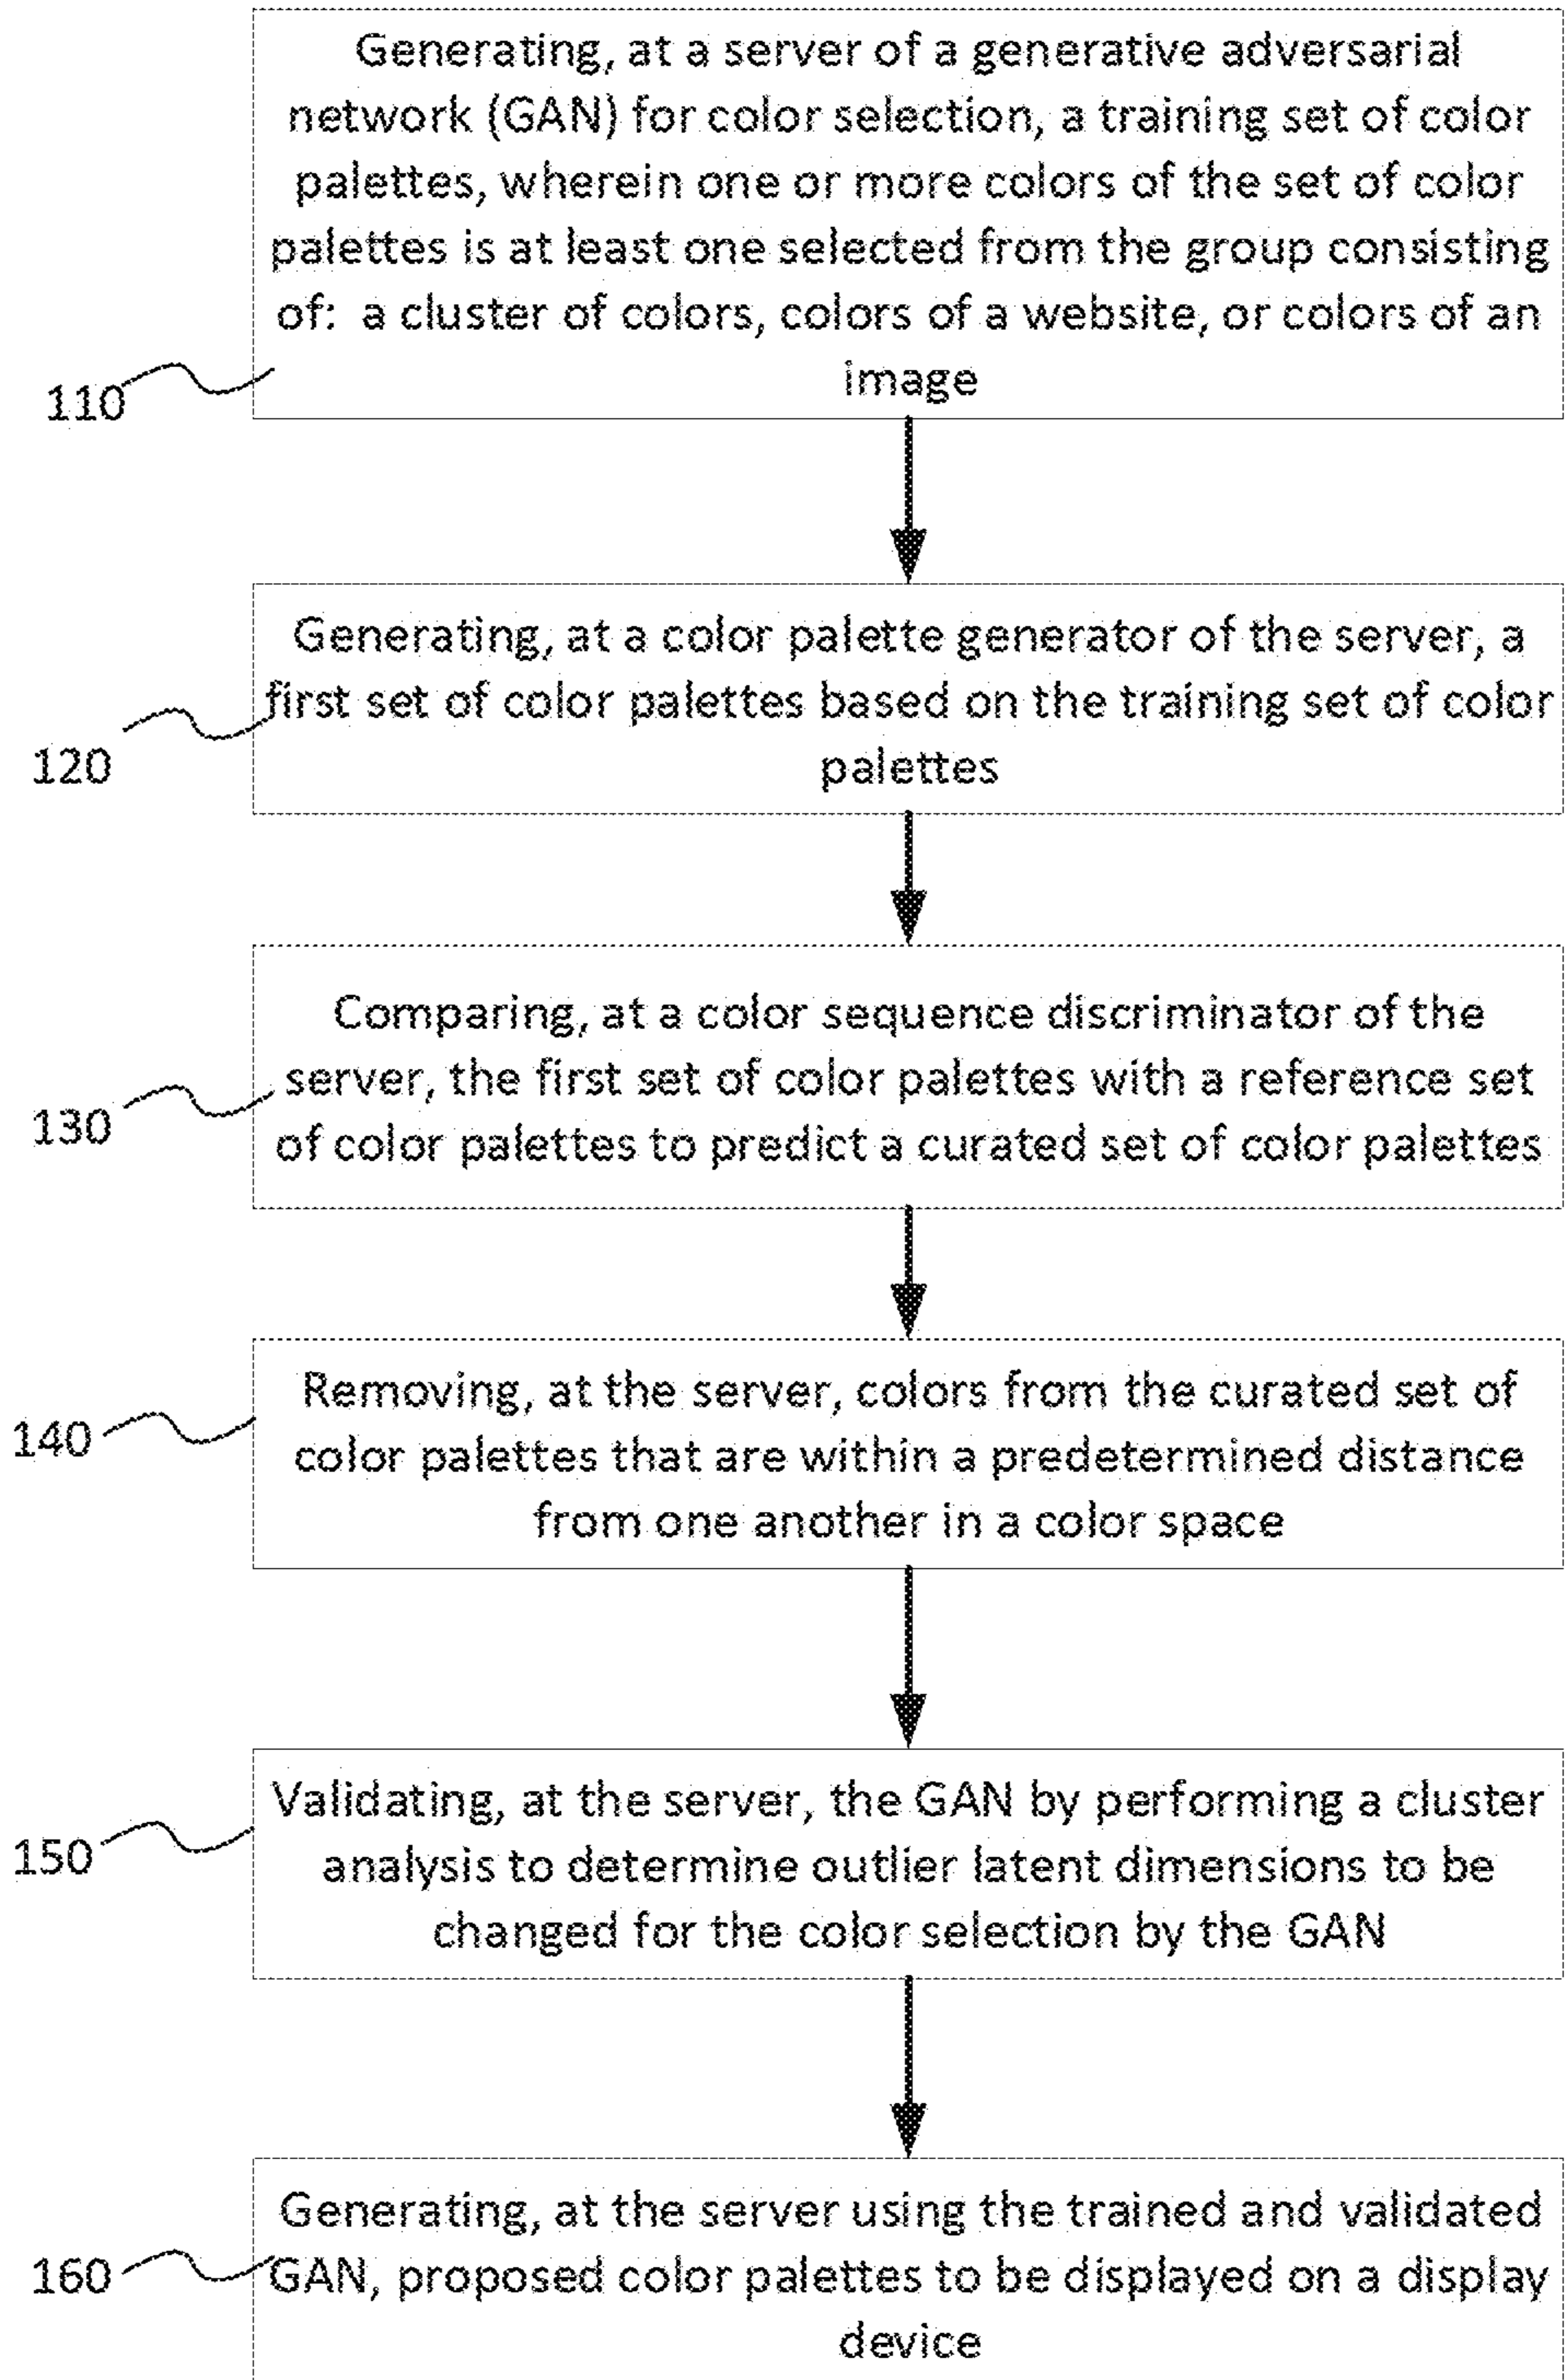 Generating, at a server of a generative adversarial
network (GAN) for color selection, a training set of color
palettes, wherein one or more colors of the set of color
palettes is at least one selected from the group consisting
of: a cluster of colors, colors of a website, or colors of an
image
110
Generating, at a color palette generator of the server, a
first set of color palettes based on the training set of color
palettes
120
Comparing, at a color sequence discriminator of the
server, the first set of color palettes with a reference set
of color palettes to predict a curated set of color palettes
130
Removing, at the server, colors from the curated set of
color palettes that are within a predetermined distance
from one another in a color space
140
Validating, at the server, the GAN by performing a cluster
analysis to determine outlier latent dimensions to be
changed for the color selection by the GAN
150
Generating, at the server using the trained and validated
GAN, proposed color palettes to be displayed on a display
device
160